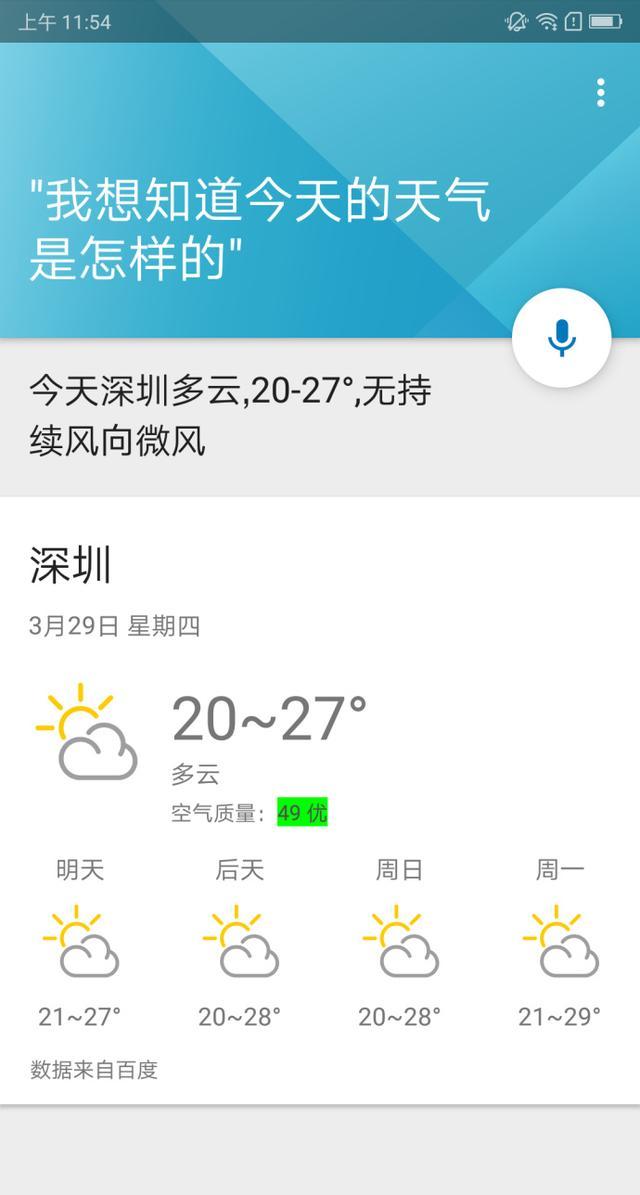 上午 11:54
"我想知道今天的天气
是怎样的"
今天深圳多云,20-27°,无持
续风向微风
深圳
3月29日 星期四
20~27°
多云
空气质量: 49 优
明天 后天 周日 周一
21~27° 20~28° 20~28° 21~29°
数据来自百度